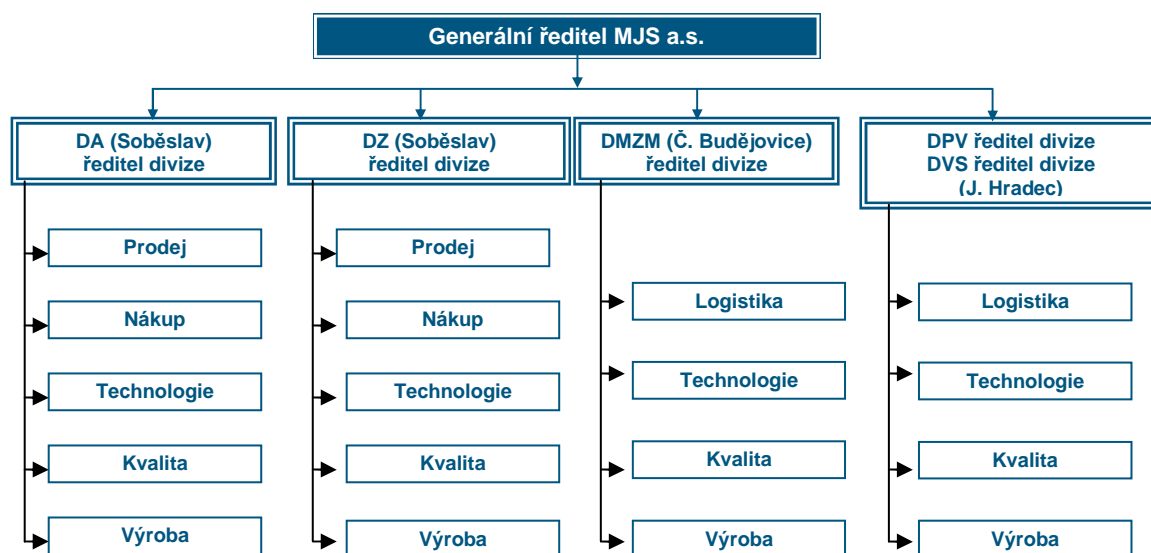 Generální ředitel MJS a.s.
DA (Soběslav)
ředitel divize
DZ (Soběslav)
ředitel divize
DMZM (Č. Budějovice)
ředitel divize
DPV ředitel divize
DVS ředitel divize
(J. Hradec)
Prodej
Nákup
Technologie
Kvalita
Výroba
Prodej
Nákup
Technologie
Kvalita
Výroba
Logistika
Technologie
Kvalita
Výroba
Logistika
Technologie
Kvalita
Výroba